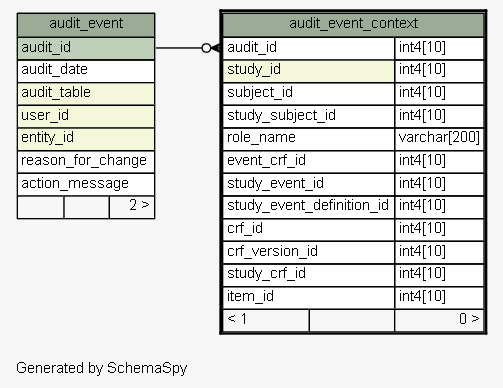 audit_event
audit_id
audit_date
audit_table
user_id
entity_id
reason_for_change
action_message
2 >
audit_event_context
audit_id int4[10]
study_id int4[10]
subject_id int4[10]
study_subject_id int4[10]
role_name varchar[200]
event_crf_id int4[10]
study_event_id int4[10]
study_event_definition_id int4[10]
crf_id int4[10]
crf_version_id int4[10]
study_crf_id int4[10]
item_id int4[10]
< 1 0 >
Generated by SchemaSpy